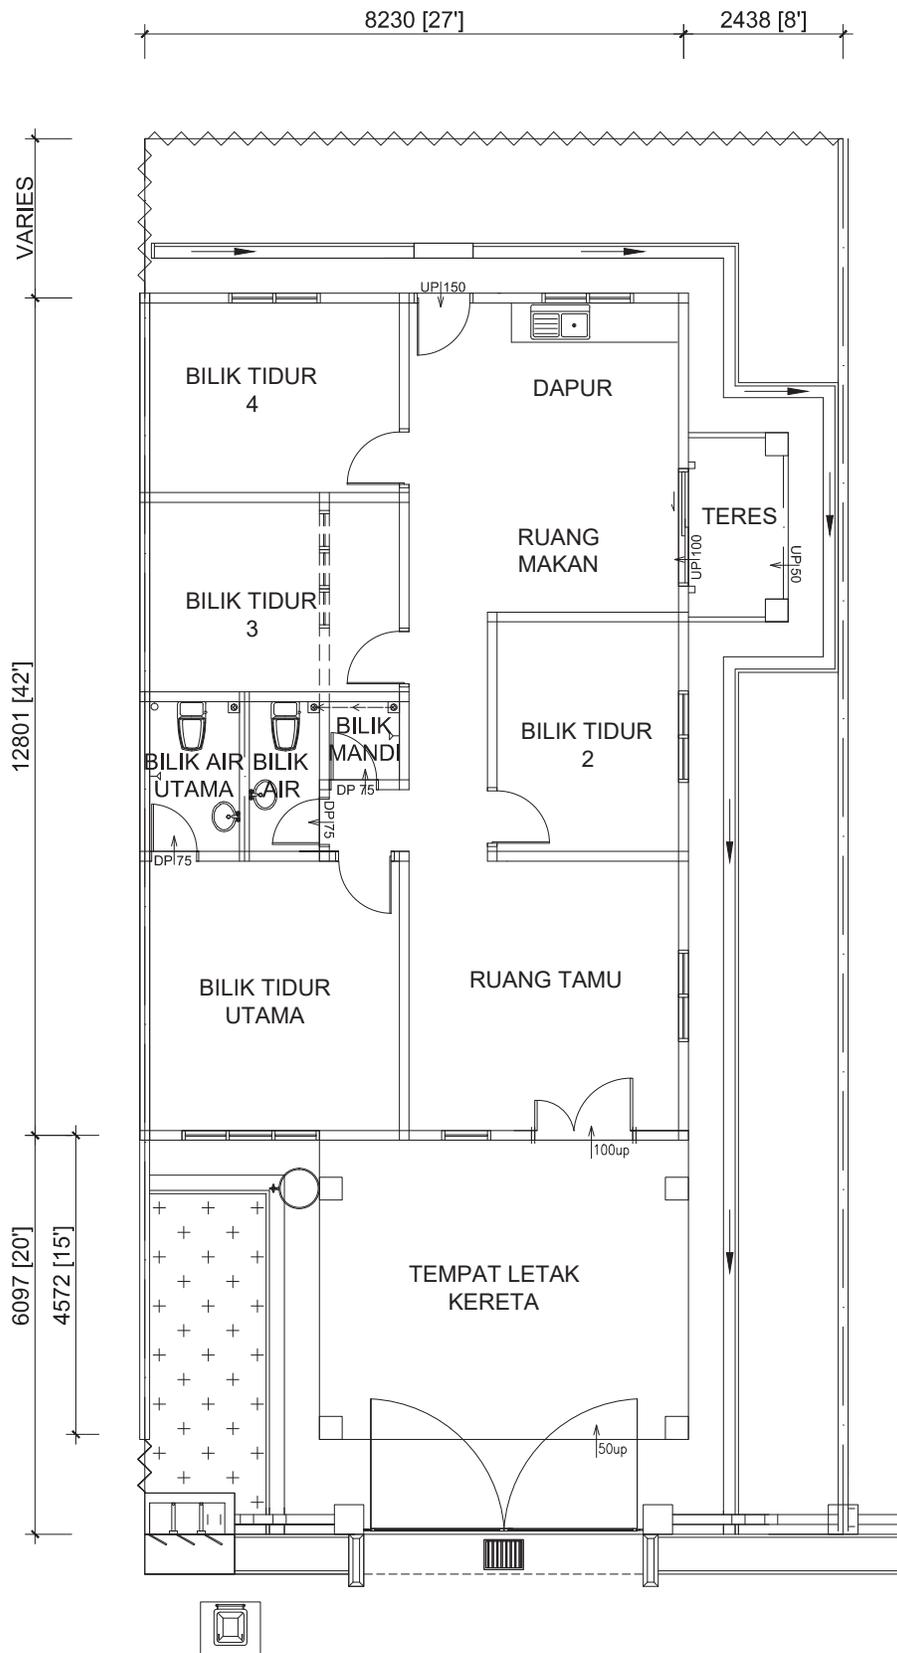 8230 [27']
2438 [8']
VARIES
UP 150
BILIK TIDUR
4
DAPUR
TERES
RUANG
MAKAN
UP 100
UP 50
BILIK TIDUR
3
12801 [42']
BILIK
MANDI
BILIK TIDUR
2
BILIK AIR
UTAMA
BILIK
AIR
DP 75
DP 75
DP 75
RUANG TAMU
BILIK TIDUR
UTAMA
100up
6097 [20']
4572 [15']
TEMPAT LETAK
KERETA
50up